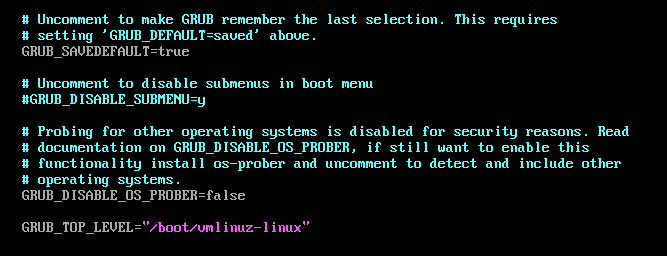 # Uncomment to make GRUB remember the last selection. This requires
# setting 'GRUB_DEFAULT=saved' above.
GRUB_SAVEDEFAULT=true
# Uncomment to disable submenus in boot menu
#GRUB_DISABLE_SUBMENU=y
# Probing for other operating systems is disabled for security reasons. Read
# documentation on GRUB_DISABLE_OS_PROBER, if still want to enable this
# functionality install os-prober and uncomment to detect and include other
# operating systems.
GRUB_DISABLE_OS_PROBER=false
GRUB_TOP_LEVEL="/boot/vmlinuz-linux"